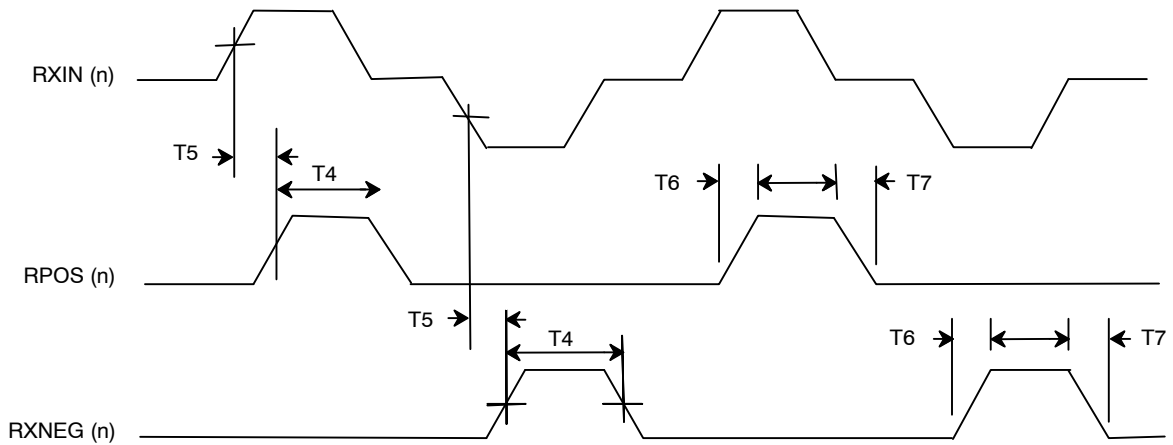 RXIN (n)
T5
T4
T6
T7
RPOS (n)
T5
T4
T6
T7
RXNEG (n)